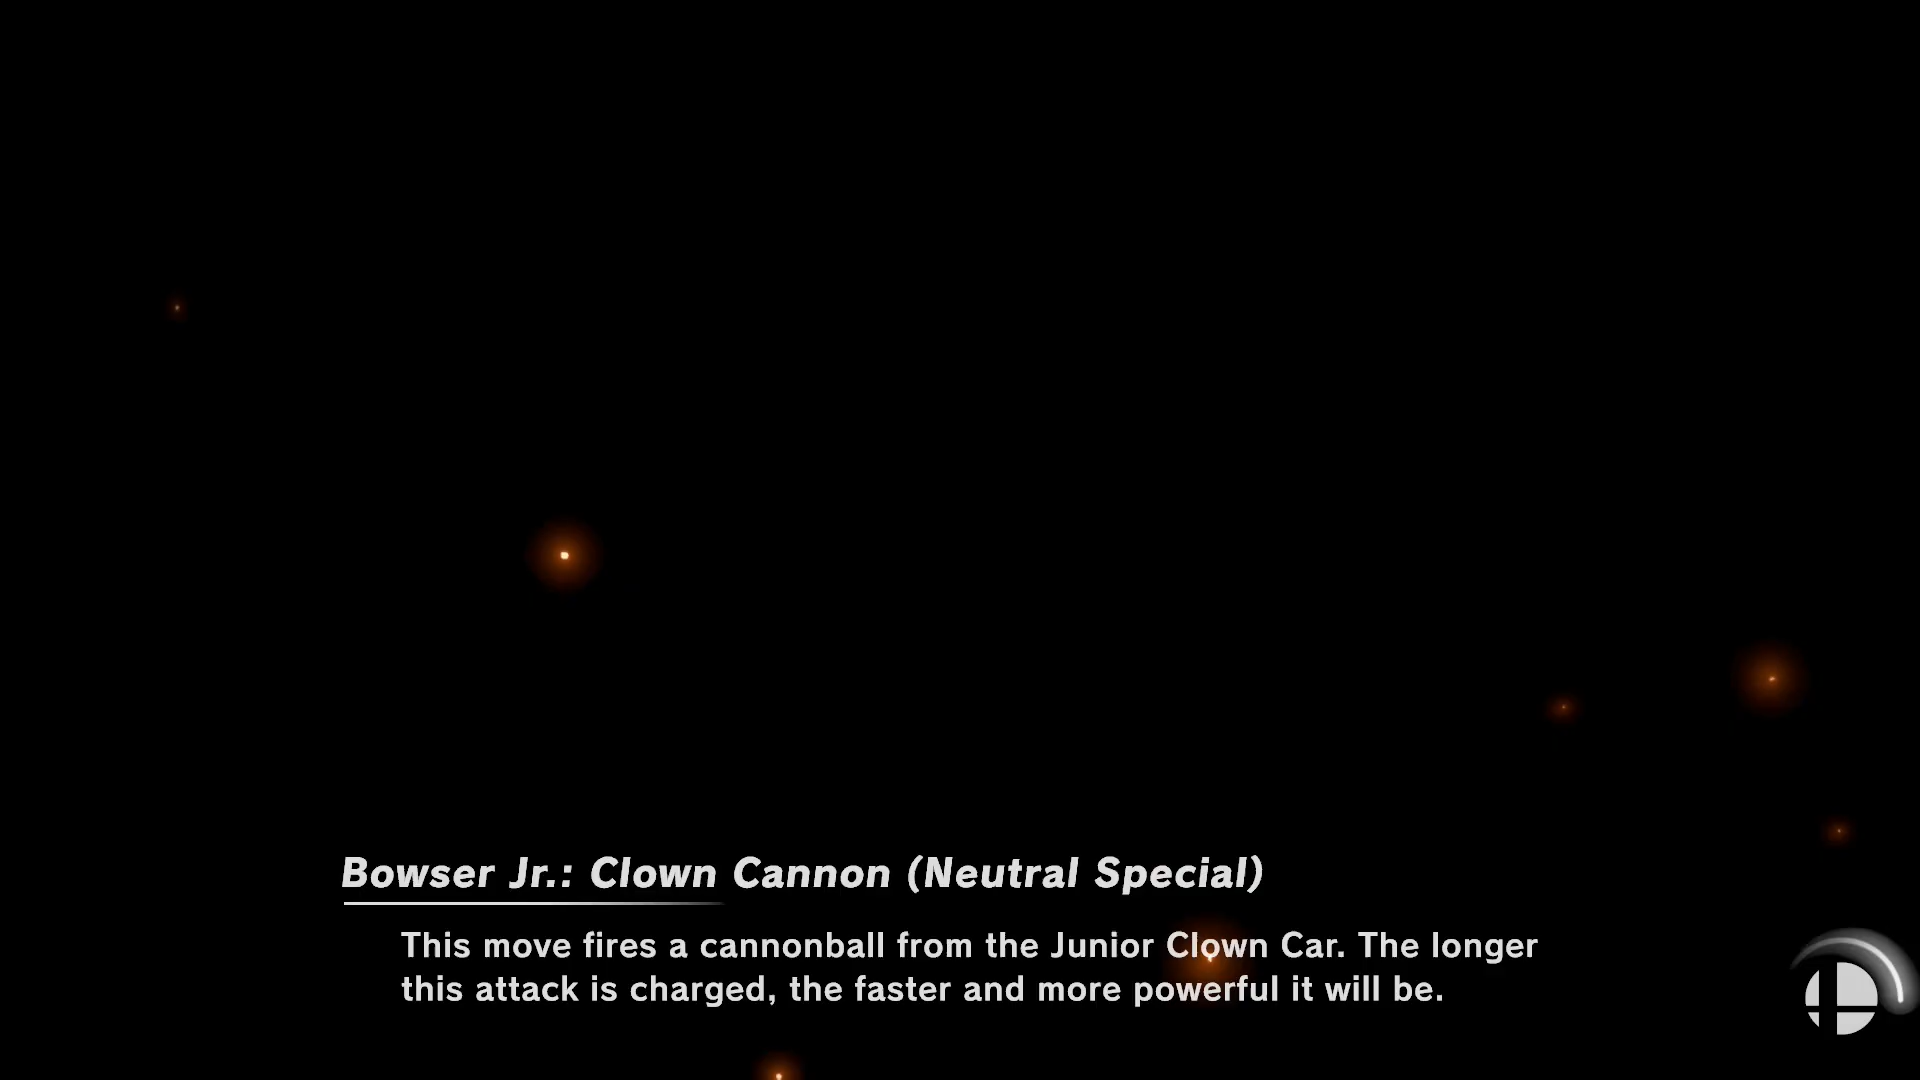 Bowser Jr.: Clown Cannon (Neutral Special)
This move fires a cannonball from the Junior Clown Car. The longer
this attack is charged, the faster and more powerful it will be.